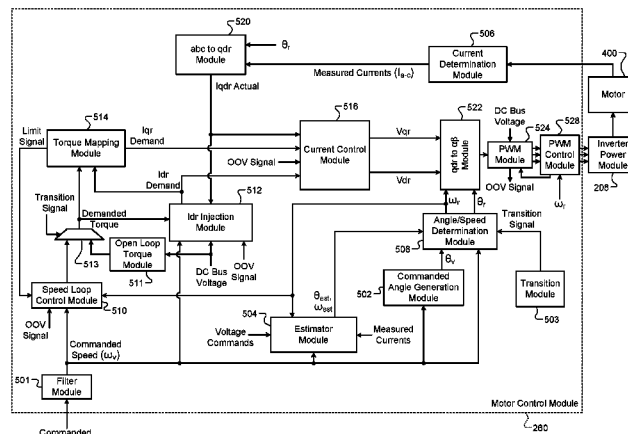 520
abc to qdr
Module
θr
506
Current
Determination
Module
400
Measured Currents (Ia-c)
Iqdr Actual
Motor
514
Limit
Signal
Torque Mapping
Module
Iqr
Demand
516
Current Control
Module
OOV Signal
Vqr
Vdr
522
qdr to αβ
Module
DC Bus
Voltage
524
PWM
Module
528
PWM
Control
Module
Inverter
Power
Module
208
OOV Signal
ωr
Idr
Demand
512
Transition
Signal
Demanded
Torque
Idr Injection
Module
ωr
θr
Angle/Speed
Determination
Module
508
Transition
Signal
513
Open Loop
Torque Module
511
DC Bus
Voltage
OOV
Signal
θv
Speed Loop
Control Module
510
θest,
ωest
502
Commanded
Angle Generation
Module
Transition
Module
503
OOV
Signal
504
Estimator
Module
Voltage
Commands
Measured
Currents
Commanded
Speed (ωv)
501
Filter
Module
Motor Control Module
260
Commanded